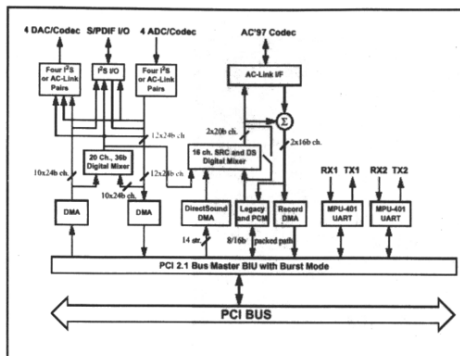 4 DAC/Codec S/PDIF I/O 4 ADC/Codec AC'97 Codec
Four I²S
or AC-Link
Pairs
I²S I/O
Four I²S
or AC-Link
Pairs
AC-Link I/F
Σ
12x24b ch.
2x20b ch.
2x16b ch.
20 Ch., 36b
Digital Mixer
16 ch. SRC and DS
Digital Mixer
RX1 TX1 RX2 TX2
10x24b ch.
10x24b ch.
12x28b ch.
DMA
DMA
DirectSound
DMA
Legacy
and PCM
Record
DMA
MPU-401
UART
MPU-401
UART
14 str.
8/16b packed path
PCI 2.1 Bus Master BIU with Burst Mode
PCI BUS